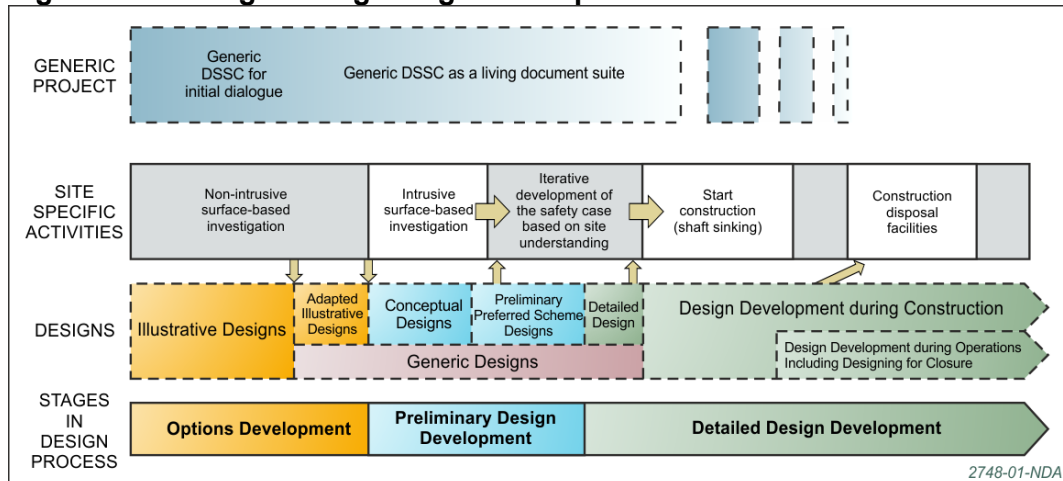 GENERIC
PROJECT
Generic
DSSC for
initial dialogue
Generic DSSC as a living document suite
SITE
SPECIFIC
ACTIVITIES
Non-intrusive
surface-based
investigation
Intrusive
surface-based
investigation
Iterative
development of
the safety case
based on site
understanding
Start
construction
(shaft sinking)
Construction
disposal
facilities
DESIGNS
Illustrative Designs
Adapted
Illustrative
Designs
Conceptual
Designs
Preliminary
Preferred Scheme
Designs
Detailed
Design
Design Development during Construction
Generic Designs
Design Development during Operations
Including Designing for Closure
STAGES
IN
DESIGN
PROCESS
Options Development
Preliminary Design
Development
Detailed Design Development
2748-01-NDA